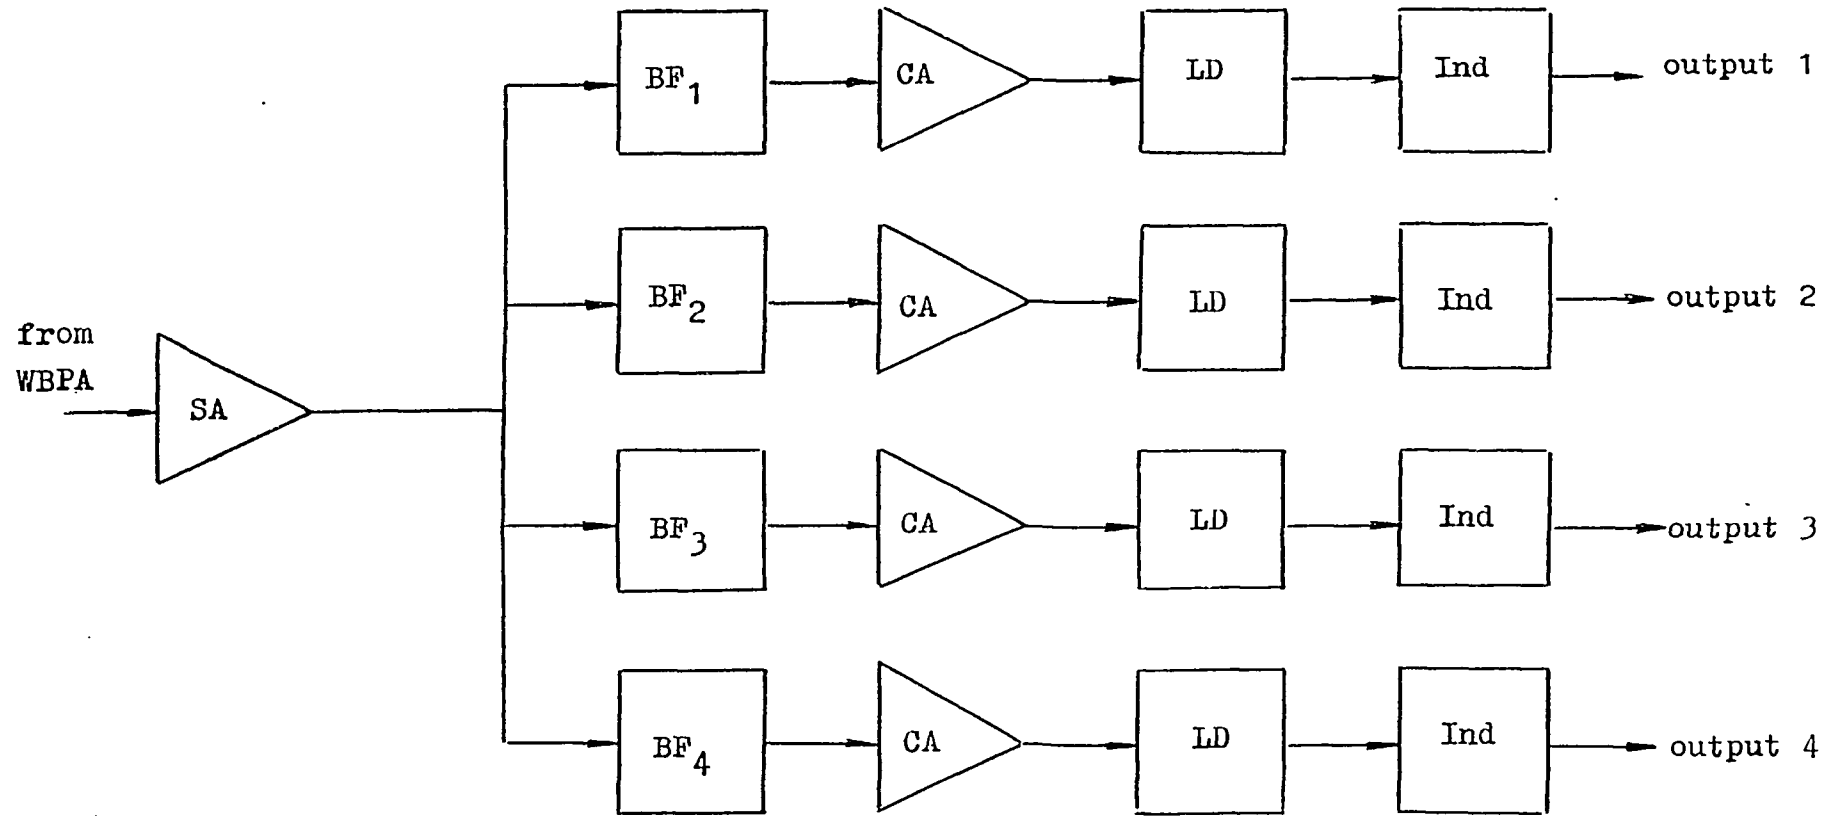 BF1 CA LD Ind output 1
BF2 CA LD Ind output 2
from
WBPA
SA
BF3 CA LD Ind output 3
BF4 CA LD Ind output 4